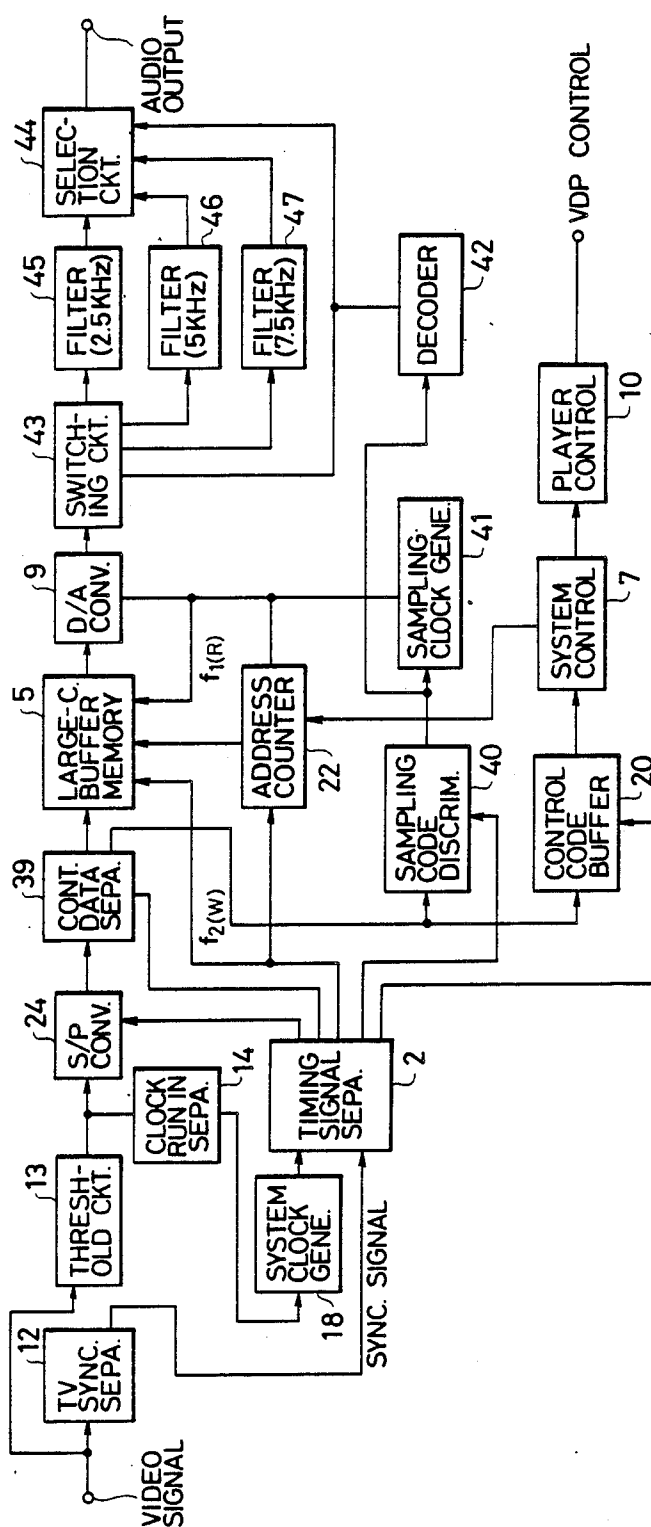 VIDEO
SIGNAL
12
TV
SYNC.
SEPA.
13
THRESH-
OLD CKT.
24
S/P
CONV.
39
CONT.
DATA
SEPA.
5
LARGE-C.
BUFFER
MEMORY
9
D/A
CONV.
43
SWITCH-
ING CKT.
45
FILTER
(2.5KHz)
44
SELEC-
TION
CKT.
AUDIO
OUTPUT
FILTER
(5KHz)
46
FILTER
(7.5KHz)
47
14
CLOCK
RUN IN
SEPA.
f2(W)
f1(R)
SYSTEM
CLOCK
GENE.
18
SYNC. SIGNAL
TIMING
SIGNAL
SEPA.
2
ADDRESS
COUNTER
22
SAMPLING
CODE
DISCRIM.
40
SAMPLING
CLOCK GENE.
41
DECODER
42
CONTROL
CODE
BUFFER
20
SYSTEM
CONTROL
7
PLAYER
CONTROL
10
VDP CONTROL